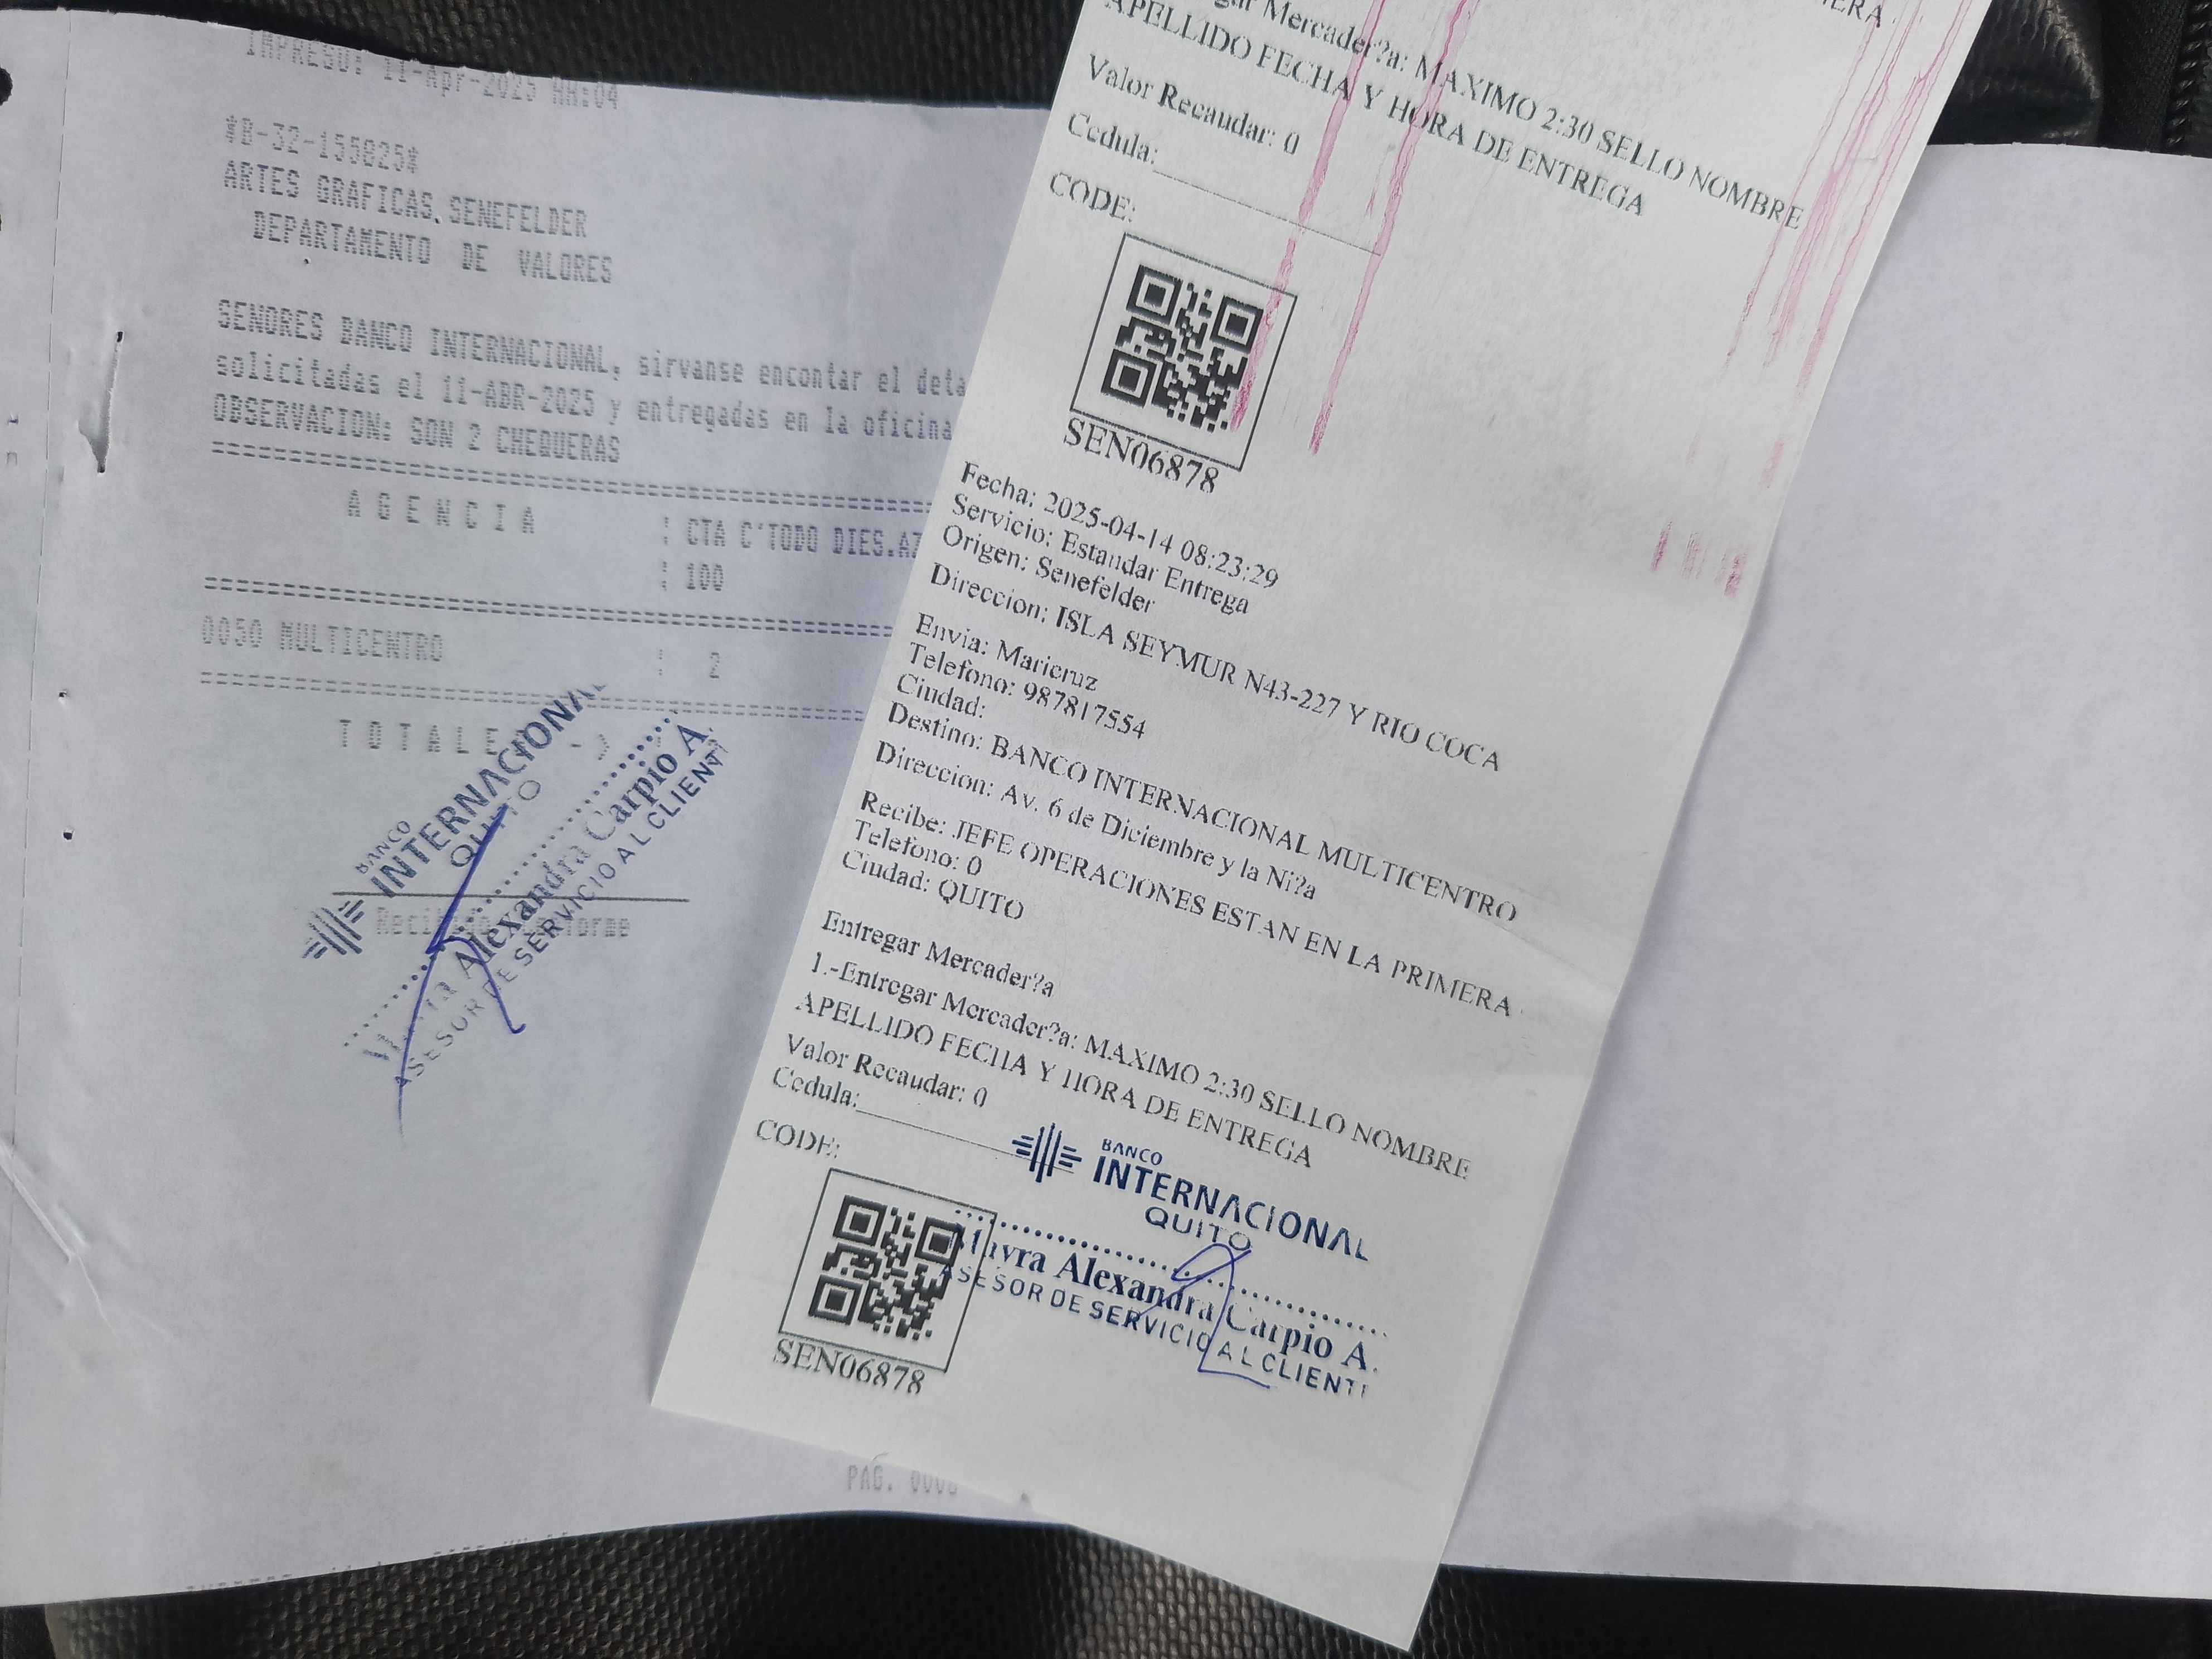 IMPRESO: 11-Apr-2025 AA:04
*B-32-155825*
ARTES GRAFICAS SENEFELDER
DEPARTAMENTO DE VALORES
SENORES BANCO INTERNACIONAL, sirvanse encontar el deta
solicitadas el 11-ABR-2025 y entregadas en la oficina
OBSERVACION: SON 2 CHEQUERAS
A G E N C I A : CTA C'TODO DIES.AZ
: 100
0050 MULTICENTRO : 2
T O T A L E
BANCO
INTERNACIONAL
QUITO
Alexandra Carpio A.
ASESOR DE SERVICIO AL CLIENT
PAG.
Mercader?a: MAXIMO 2:30 SELLO NOMBRE
APELLIDO FECHA Y HORA DE ENTREGA
Valor Recaudar: 0
Cedula:
CODE:
SEN06878
Fecha: 2025-04-14 08:23:29
Servicio: Estandar Entrega
Origen: Senefelder
Direccion: ISLA SEYMUR N43-227 Y RIO COCA
Envia: Maricruz
Telefono: 987817554
Ciudad:
Destino: BANCO INTERNACIONAL MULTICENTRO
Direccion: Av. 6 de Diciembre y la Ni?a
Recibe: JEFE OPERACIONES ESTAN EN LA PRIMERA
Telefono: 0
Ciudad: QUITO
Entregar Mercader?a
1.-Entregar Mercader?a: MAXIMO 2:30 SELLO NOMBRE
APELLIDO FECHA Y HORA DE ENTREGA
Valor Recaudar: 0
Cedula:
CODE:
SEN06878
BANCO
INTERNACIONAL
QUITO
Mayra Alexandra Carpio A.
ASESOR DE SERVICIO AL CLIENTE